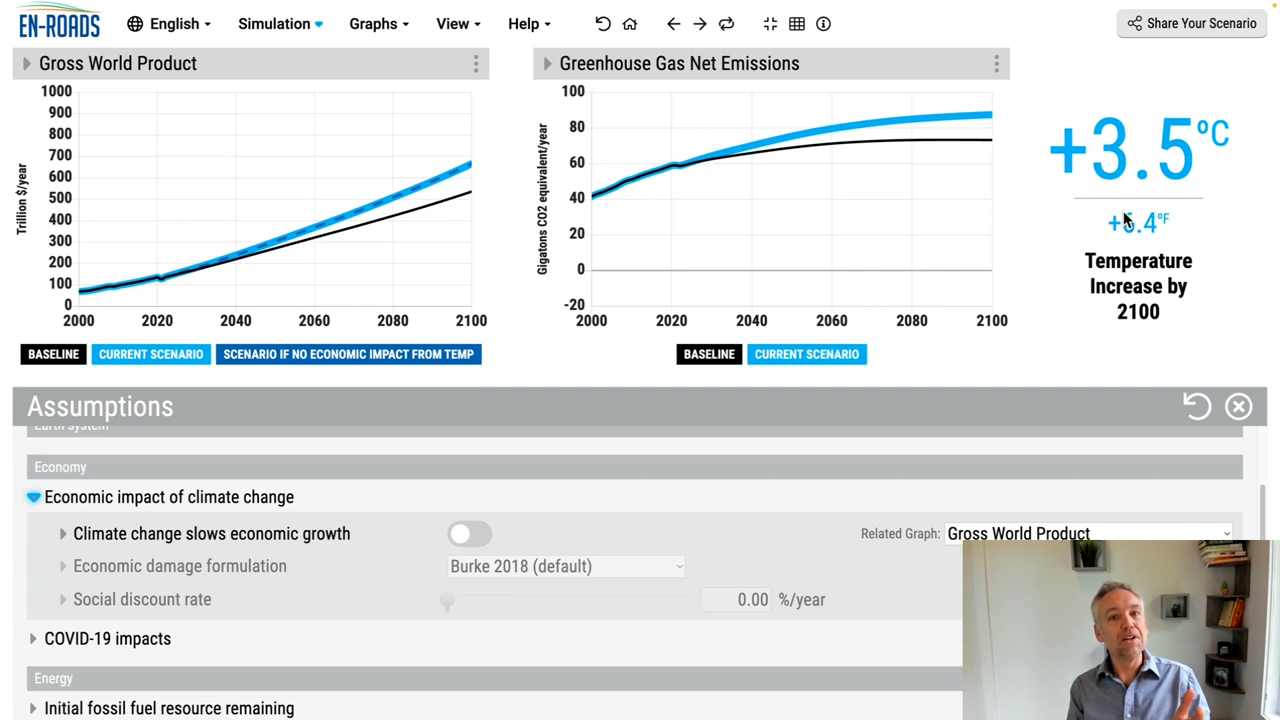 EN-ROADS
English
Simulation
Graphs
View
Help
Share Your Scenario
Gross World Product
1000
900
800
700
600
500
400
300
200
100
0
Trillion $/year
2000 2020 2040 2060 2080 2100
BASELINE CURRENT SCENARIO SCENARIO IF NO ECONOMIC IMPACT FROM TEMP
Greenhouse Gas Net Emissions
100
80
60
40
20
0
-20
Gigatons CO2 equivalent/year
2000 2020 2040 2060 2080 2100
BASELINE CURRENT SCENARIO
+3.5ºC
Temperature
Increase by
2100
Assumptions
Earth system
Economy
Economic impact of climate change
Climate change slows economic growth
Related Graph: Gross World Product
Economic damage formulation Burke 2018 (default)
Social discount rate 0.00 %/year
COVID-19 impacts
Energy
Initial fossil fuel resource remaining